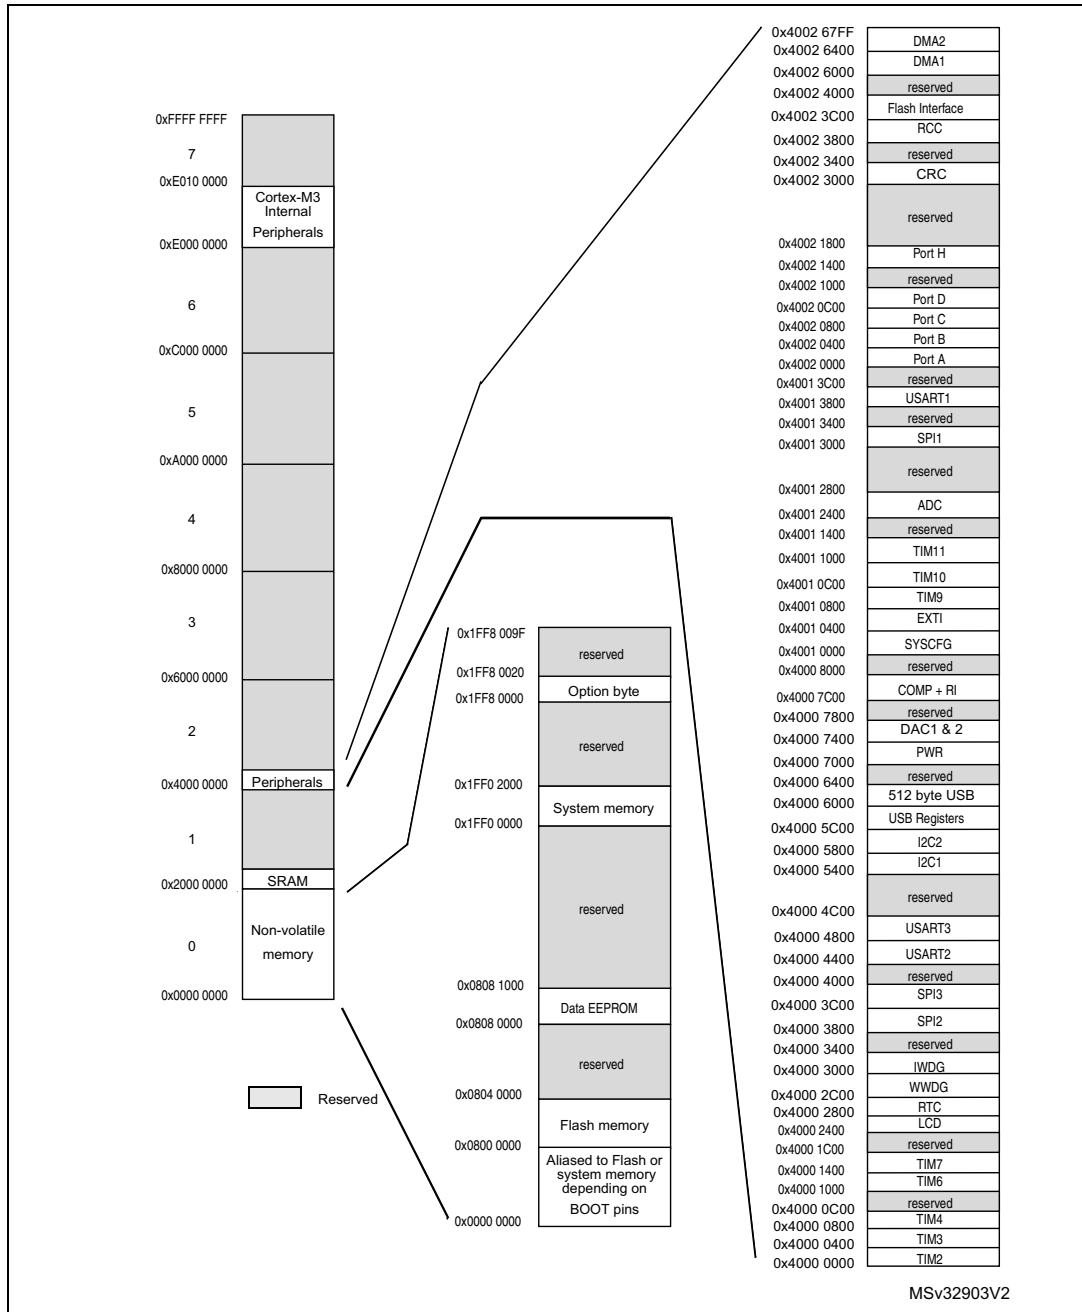 0xFFFF FFFF
7
0xE010 0000
Cortex-M3
Internal
Peripherals
0xE000 0000
6
0xC000 0000
5
0xA000 0000
4
0x8000 0000
3
0x6000 0000
2
0x4000 0000
Peripherals
1
0x2000 0000
SRAM
0
Non-volatile
memory
0x0000 0000
Reserved
0x1FF8 009F
reserved
0x1FF8 0020
Option byte
0x1FF8 0000
reserved
0x1FF0 2000
System memory
0x1FF0 0000
reserved
0x0808 1000
Data EEPROM
0x0808 0000
reserved
0x0804 0000
Flash memory
0x0800 0000
Aliased to Flash or
system memory
depending on
BOOT pins
0x0000 0000
0x4002 67FF
DMA2
0x4002 6400
DMA1
0x4002 6000
reserved
0x4002 4000
Flash Interface
0x4002 3C00
RCC
0x4002 3800
reserved
0x4002 3400
CRC
0x4002 3000
reserved
0x4002 1800
Port H
0x4002 1400
reserved
0x4002 1000
Port D
0x4002 0C00
Port C
0x4002 0800
Port B
0x4002 0400
Port A
0x4002 0000
reserved
0x4001 3C00
USART1
0x4001 3800
reserved
0x4001 3400
SPI1
0x4001 3000
reserved
0x4001 2800
ADC
0x4001 2400
reserved
0x4001 1400
TIM11
0x4001 1000
TIM10
0x4001 0C00
TIM9
0x4001 0800
EXTI
0x4001 0400
SYSCFG
0x4001 0000
reserved
0x4000 8000
COMP + RI
0x4000 7C00
reserved
0x4000 7800
DAC1 & 2
0x4000 7400
PWR
0x4000 7000
reserved
0x4000 6400
512 byte USB
0x4000 6000
USB Registers
0x4000 5C00
I2C2
0x4000 5800
I2C1
0x4000 5400
reserved
0x4000 4C00
USART3
0x4000 4800
USART2
0x4000 4400
reserved
0x4000 4000
SPI3
0x4000 3C00
SPI2
0x4000 3800
reserved
0x4000 3400
IWDG
0x4000 3000
WWDG
0x4000 2C00
RTC
0x4000 2800
LCD
0x4000 2400
reserved
0x4000 1C00
TIM7
0x4000 1400
TIM6
0x4000 1000
reserved
0x4000 0C00
TIM4
0x4000 0800
TIM3
0x4000 0400
TIM2
0x4000 0000
MSv32903V2